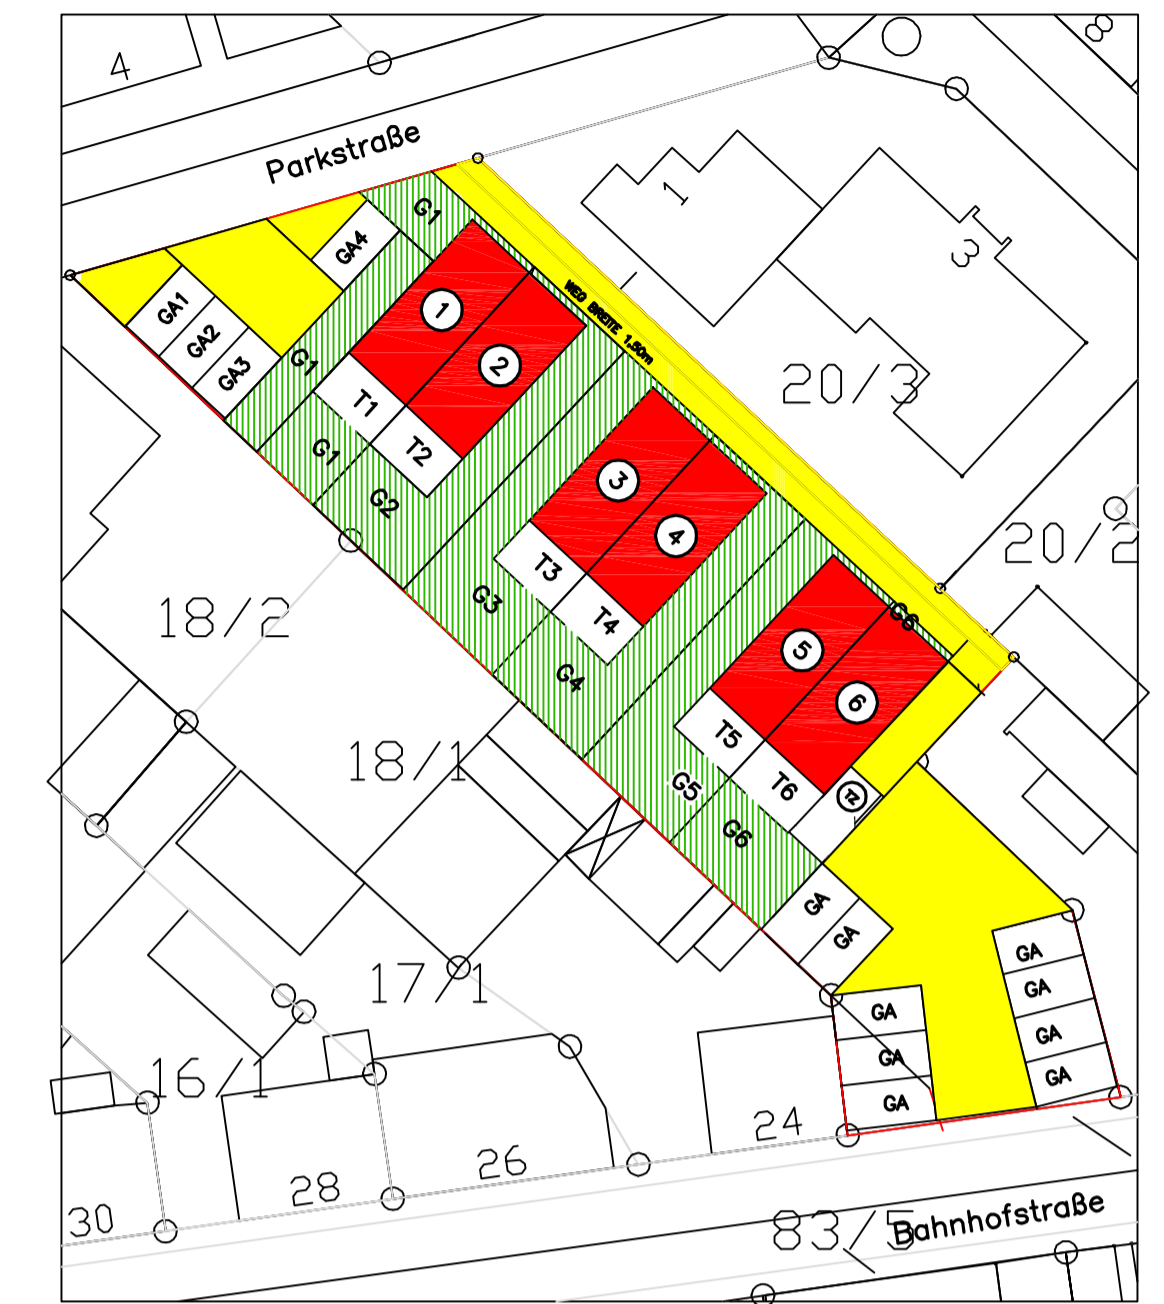 4
8
Parkstraße
1
3
G1
GA4
GA1
GA2
GA3
G1
1
2
WEG BREITE 1,50m
20/3
T1
T2
G1
G2
3
4
20/2
T3
T4
G3
G4
18/2
G6
5
6
T5
T6
TZ
G5
G6
18/1
GA
GA
17/1
GA
GA
GA
GA
GA
GA
GA
16/1
24
26
28
30
83/5
Bahnhofstraße